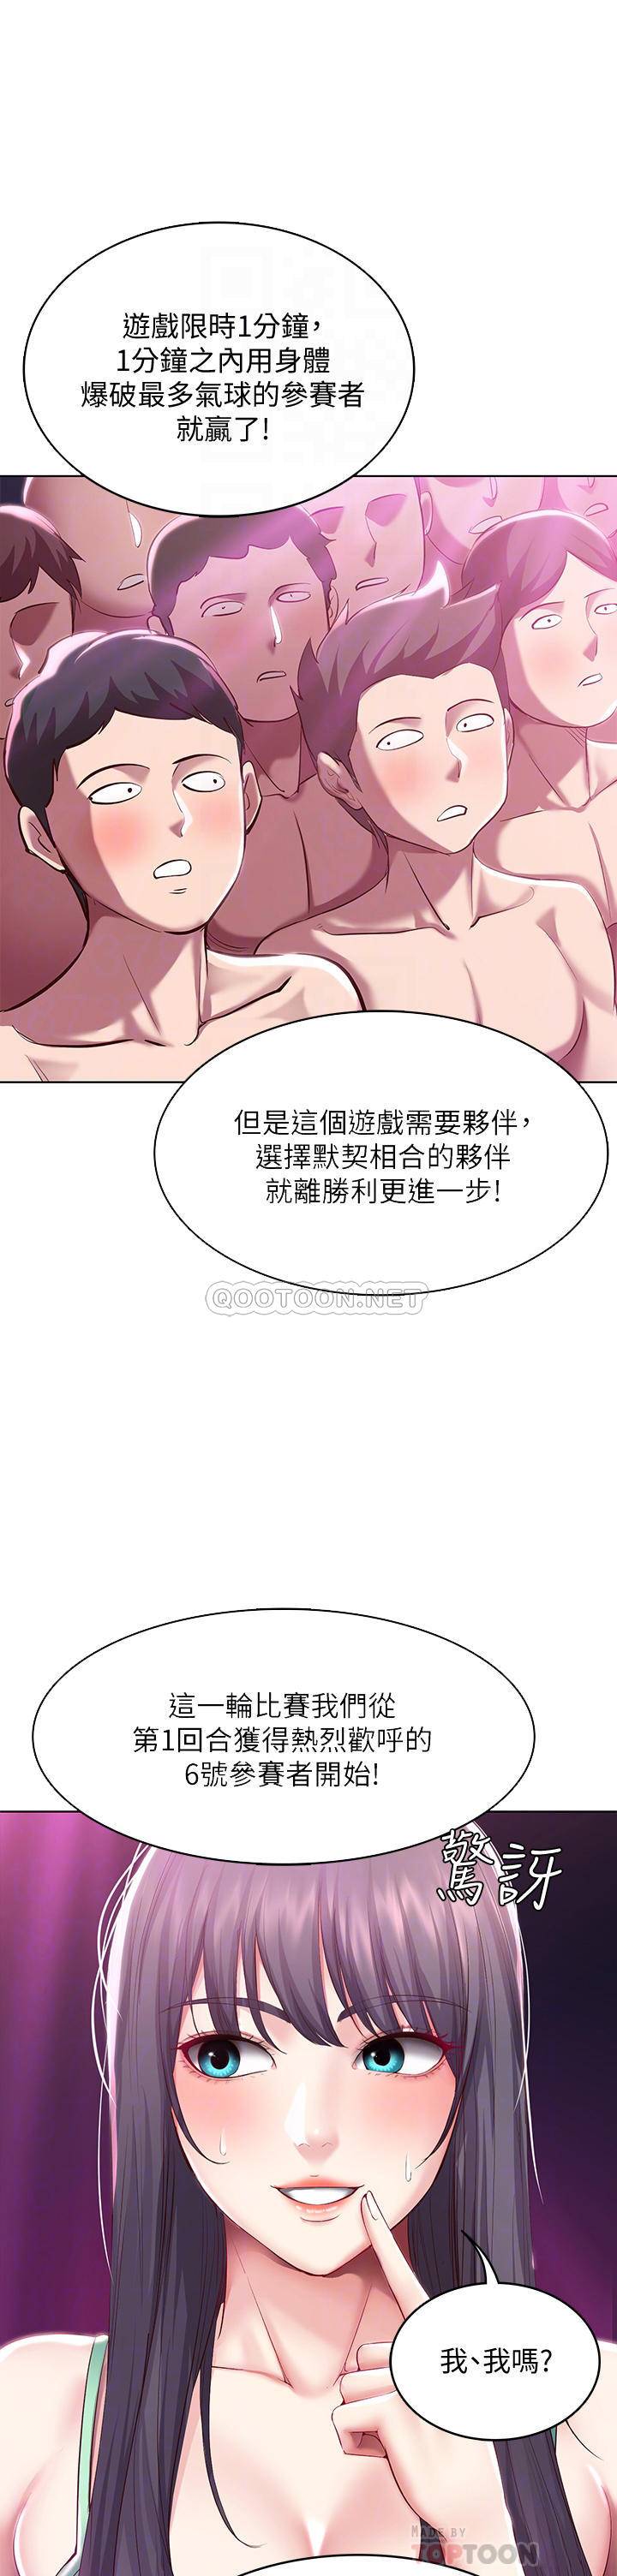 遊戲限時1分鐘，
1分鐘之內用身體
爆破最多氣球的參賽者
就贏了!
但是這個遊戲需要夥伴，
選擇默契相合的夥伴
就離勝利更進一步!
QOOTOON.NET
這一輪比賽我們從
第1回合獲得熱烈歡呼的
6號參賽者開始!
驚訝
我、我嗎?
MADE BY
TOPTOON